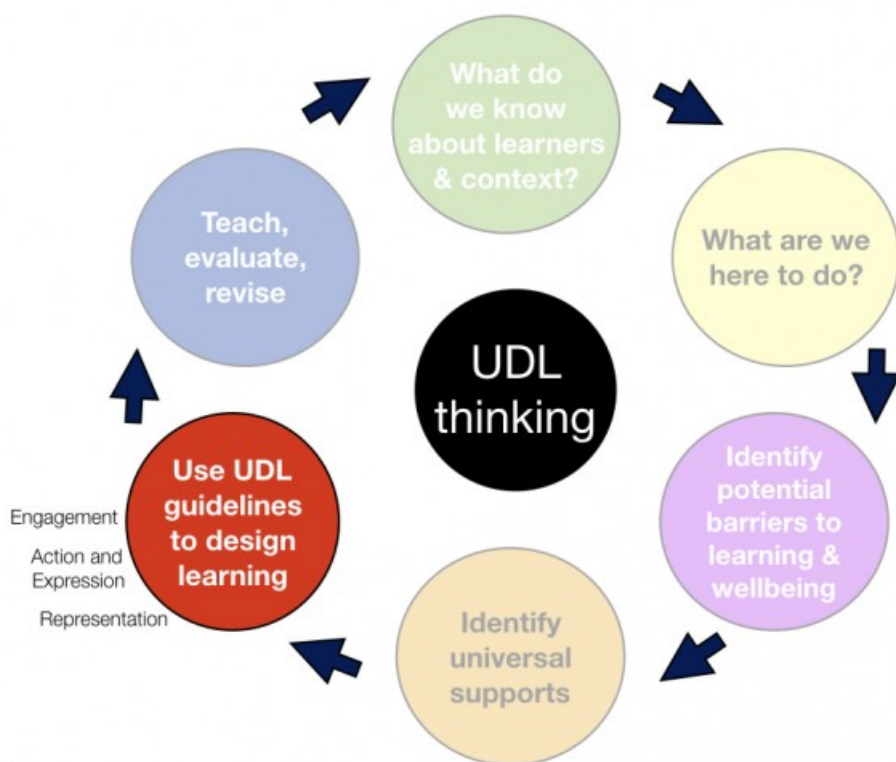 What do
we know
about learners
& context?
What are we
here to do?
Identify
potential
barriers to
learning &
wellbeing
Identify
universal
supports
Use UDL
guidelines
to design
learning
Engagement
Action and
Expression
Representation
Teach,
evaluate,
revise
UDL
thinking